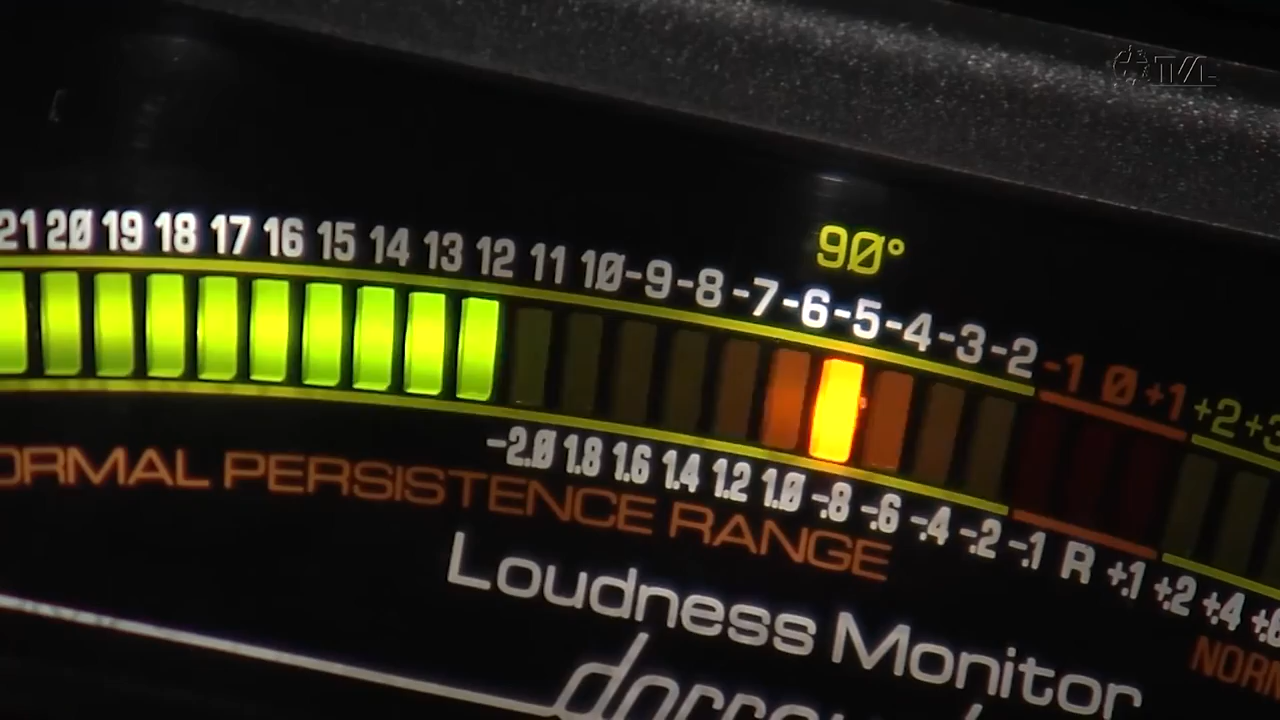 TVL
90°
21 20 19 18 17 16 15 14 13 12 11 10 -9 -8 -7 -6 -5 -4 -3 -2 -1 0 +1 +2 +3
-2.0 1.8 1.6 1.4 1.2 1.0 -.8 -.6 -.4 -.2 -.1 R +.1 +.2 +.4
ORMAL PERSISTENCE RANGE
NORM
Loudness Monitor